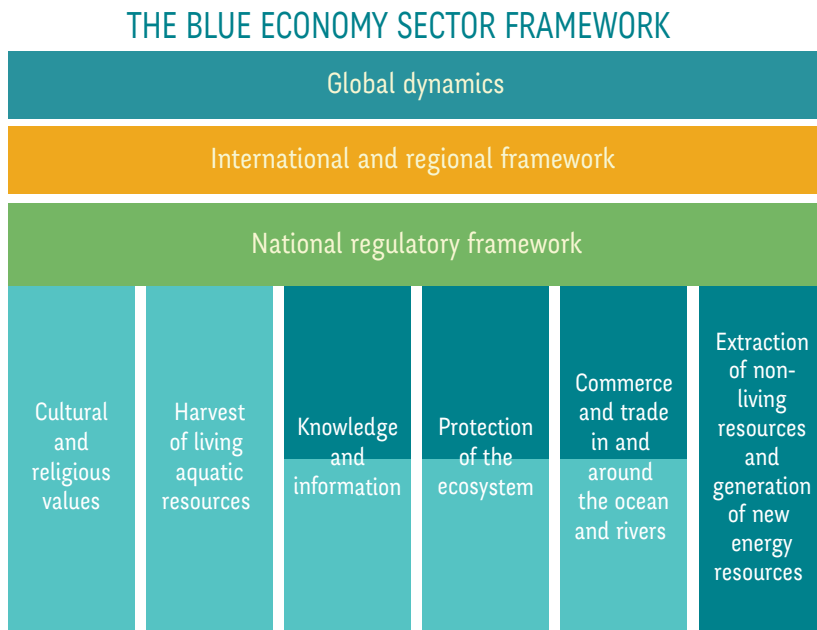 THE BLUE ECONOMY SECTOR FRAMEWORK
Global dynamics
International and regional framework
National regulatory framework
Cultural
and
religious
values
Harvest
of living
aquatic
resources
Knowledge
and
information
Protection
of the
ecosystem
Commerce
and trade
in and
around
the ocean
and rivers
Extraction
of non-
living
resources
and
generation
of new
energy
resources